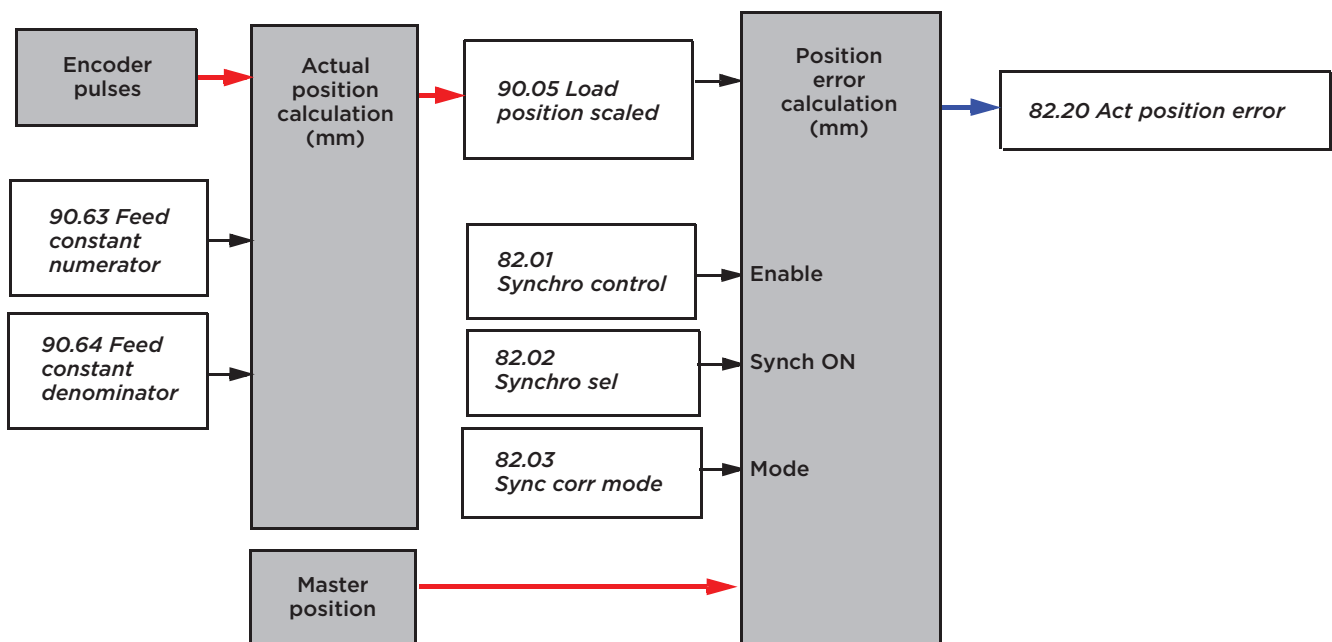 Encoder
pulses
Actual
position
calculation
(mm)
90.05 Load
position scaled
Position
error
calculation
(mm)
82.20 Act position error
90.63 Feed
constant
numerator
82.01
Synchro control
Enable
90.64 Feed
constant
denominator
82.02
Synchro sel
Synch ON
82.03
Sync corr mode
Mode
Master
position